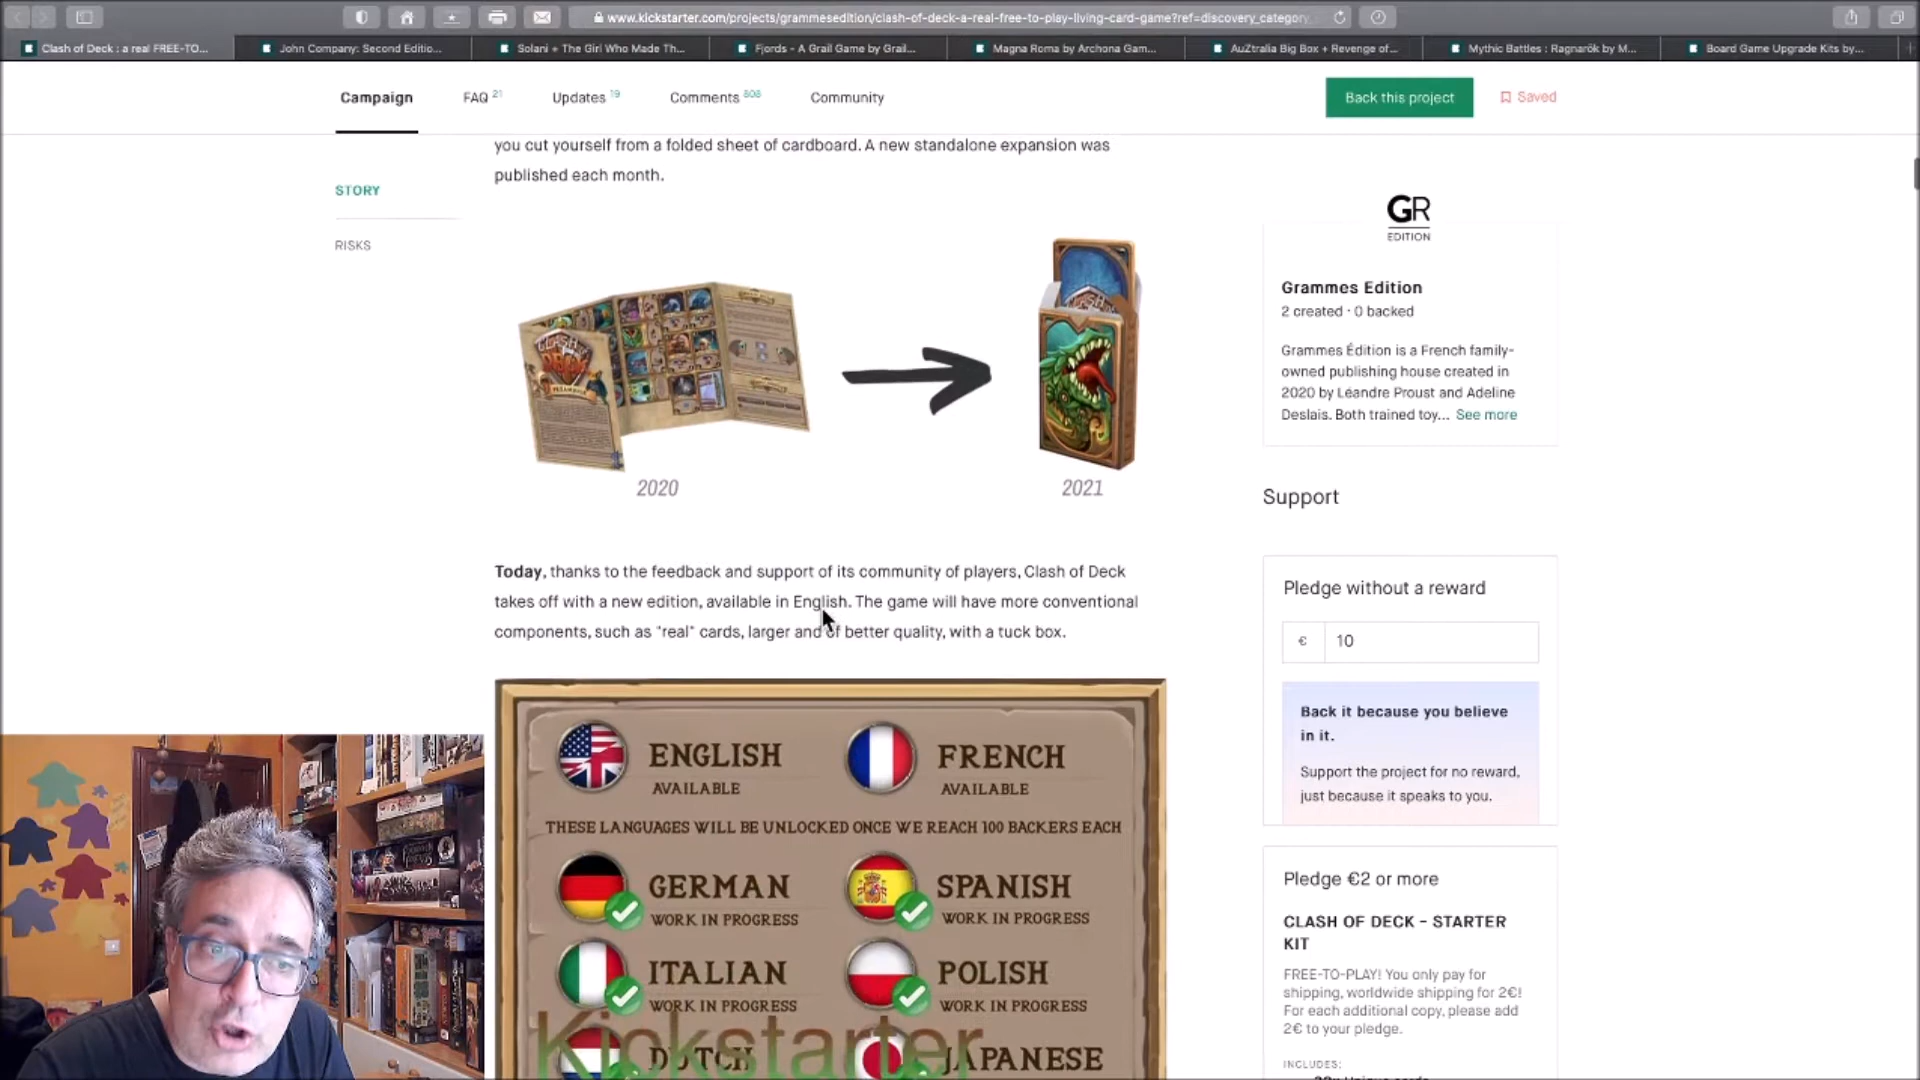 www.kickstarter.com/projects/grammesedition/clash-of-deck-a-real-free-to-play-living-card-game?ref=discovery_category
Clash of Deck : a real FREE-TO...
John Company: Second Editio...
Solani + The Girl Who Made Th...
Fjords - A Grail Game by Grail...
Magna Roma by Archona Gam...
AuZtralia Big Box + Revenge of...
Mythic Battles : Ragnarök by M...
Board Game Upgrade Kits by...
Campaign
FAQ 21
Updates 19
Comments 808
Community
Back this project
Saved
STORY
RISKS
you cut yourself from a folded sheet of cardboard. A new standalone expansion was
published each month.
CLASH OF
DECK
2020
2021
Today, thanks to the feedback and support of its community of players, Clash of Deck
takes off with a new edition, available in English. The game will have more conventional
components, such as "real" cards, larger and of better quality, with a tuck box.
ENGLISH
AVAILABLE
FRENCH
AVAILABLE
THESE LANGUAGES WILL BE UNLOCKED ONCE WE REACH 100 BACKERS EACH
GERMAN
WORK IN PROGRESS
SPANISH
WORK IN PROGRESS
ITALIAN
WORK IN PROGRESS
POLISH
WORK IN PROGRESS
DUTCH
JAPANESE
Kickstarter
GR
EDITION
Grammes Edition
2 created · 0 backed
Grammes Édition is a French family-
owned publishing house created in
2020 by Léandre Proust and Adeline
Deslais. Both trained toy... See more
Support
Pledge without a reward
€ 10
Back it because you believe
in it.
Support the project for no reward,
just because it speaks to you.
Pledge €2 or more
CLASH OF DECK - STARTER
KIT
FREE-TO-PLAY! You only pay for
shipping, worldwide shipping for 2€!
For each additional copy, please add
2€ to your pledge.
INCLUDES: